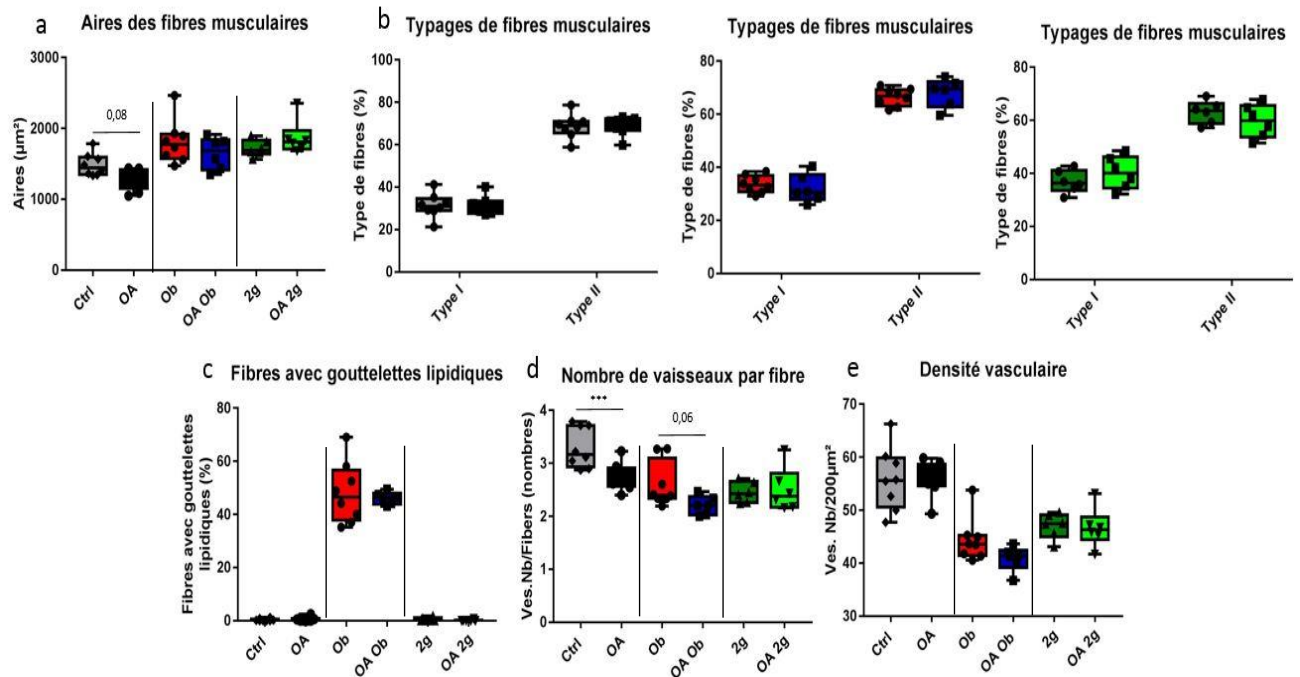 a
Aires des fibres musculaires
Aires (µm²)
3000
2000
1000
0
0,08
Ctrl
OA
Ob
OA Ob
2g
OA 2g
b
Typages de fibres musculaires
Type de fibres (%)
100
80
60
40
20
0
Type I
Type II
Typages de fibres musculaires
Type de fibres (%)
80
60
40
20
0
Type I
Type II
Typages de fibres musculaires
Type de fibres (%)
80
60
40
20
0
Type I
Type II
c
Fibres avec gouttelettes lipidiques
Fibres avec gouttelettes
lipidiques (%)
80
60
40
20
0
Ctrl
OA
Ob
OA Ob
2g
OA 2g
d
Nombre de vaisseaux par fibre
Ves.Nb/Fibers (nombres)
4
3
2
1
0
***
0,06
Ctrl
OA
Ob
OA Ob
2g
OA 2g
e
Densité vasculaire
Ves. Nb/200µm²
70
60
50
40
30
Ctrl
OA
Ob
OA Ob
2g
OA 2g